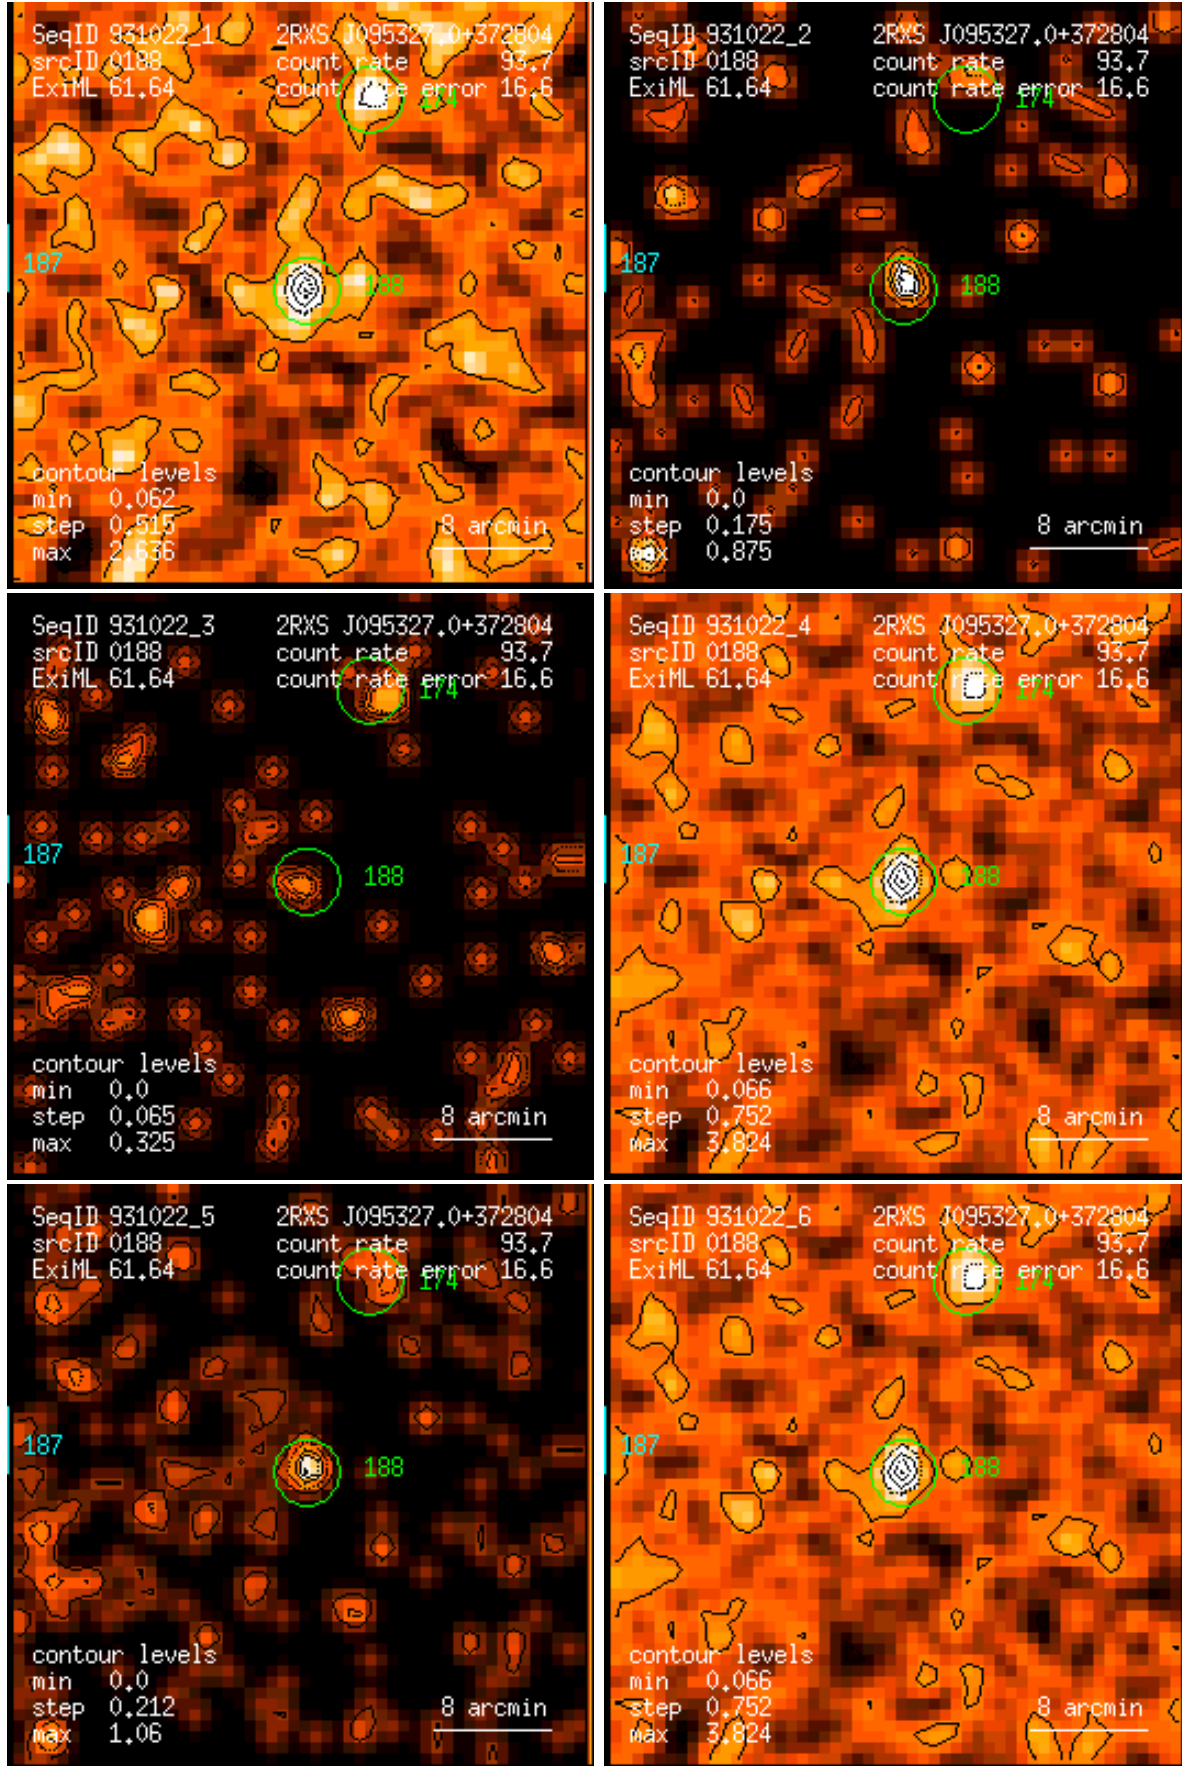 SeqID 931022_1 2RXS J095327.0+372804
srcID 0188 count rate 93.7
ExiML 61.64 count rate error 16.6
174
187
188
contour levels
min 0.062
step 0.515
max 2.636
8 arcmin
SeqID 931022_2 2RXS J095327.0+372804
srcID 0188 count rate 93.7
ExiML 61.64 count rate error 16.6
174
187
188
contour levels
min 0.0
step 0.175
max 0.875
8 arcmin
SeqID 931022_3 2RXS J095327.0+372804
srcID 0188 count rate 93.7
ExiML 61.64 count rate error 16.6
174
187
188
contour levels
min 0.0
step 0.065
max 0.325
8 arcmin
SeqID 931022_4 2RXS J095327.0+372804
srcID 0188 count rate 93.7
ExiML 61.64 count rate error 16.6
174
187
188
contour levels
min 0.066
step 0.752
max 3.824
8 arcmin
SeqID 931022_5 2RXS J095327.0+372804
srcID 0188 count rate 93.7
ExiML 61.64 count rate error 16.6
174
187
188
contour levels
min 0.0
step 0.212
max 1.06
8 arcmin
SeqID 931022_6 2RXS J095327.0+372804
srcID 0188 count rate 93.7
ExiML 61.64 count rate error 16.6
174
187
188
contour levels
min 0.066
step 0.752
max 3.824
8 arcmin